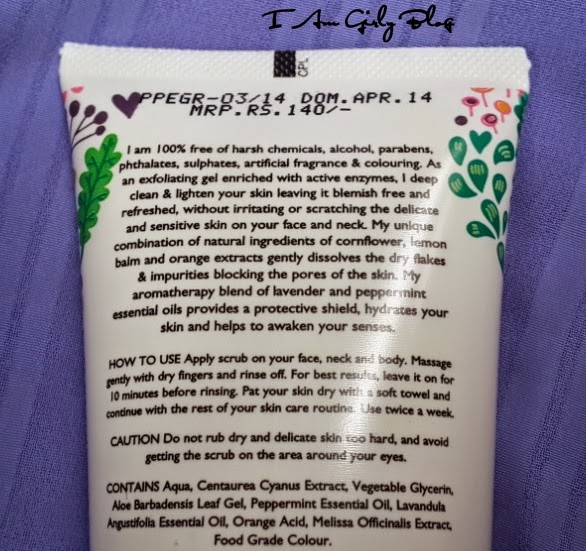 I Am Girly Blog
CPL
PPEGR-03/14 DOM.APR.14
MRP.RS.140/-
I am 100% free of harsh chemicals, alcohol, parabens,
phthalates, sulphates, artificial fragrance & colouring. As
an exfoliating gel enriched with active enzymes, I deep
clean & lighten your skin leaving it blemish free and
refreshed, without irritating or scratching the delicate
and sensitive skin on your face and neck. My unique
combination of natural ingredients of cornflower, lemon
balm and orange extracts gently dissolves the dry flakes
& impurities blocking the pores of the skin. My
aromatherapy blend of lavender and peppermint
essential oils provides a protective shield, hydrates your
skin and helps to awaken your senses.
HOW TO USE Apply scrub on your face, neck and body. Massage
gently with dry fingers and rinse off. For best results, leave it on for
10 minutes before rinsing. Pat your skin dry with a soft towel and
continue with the rest of your skin care routine. Use twice a week.
CAUTION Do not rub dry and delicate skin too hard, and avoid
getting the scrub on the area around your eyes.
CONTAINS Aqua, Centaurea Cyanus Extract, Vegetable Glycerin,
Aloe Barbadensis Leaf Gel, Peppermint Essential Oil, Lavandula
Angustifolia Essential Oil, Orange Acid, Melissa Officinalis Extract,
Food Grade Colour.